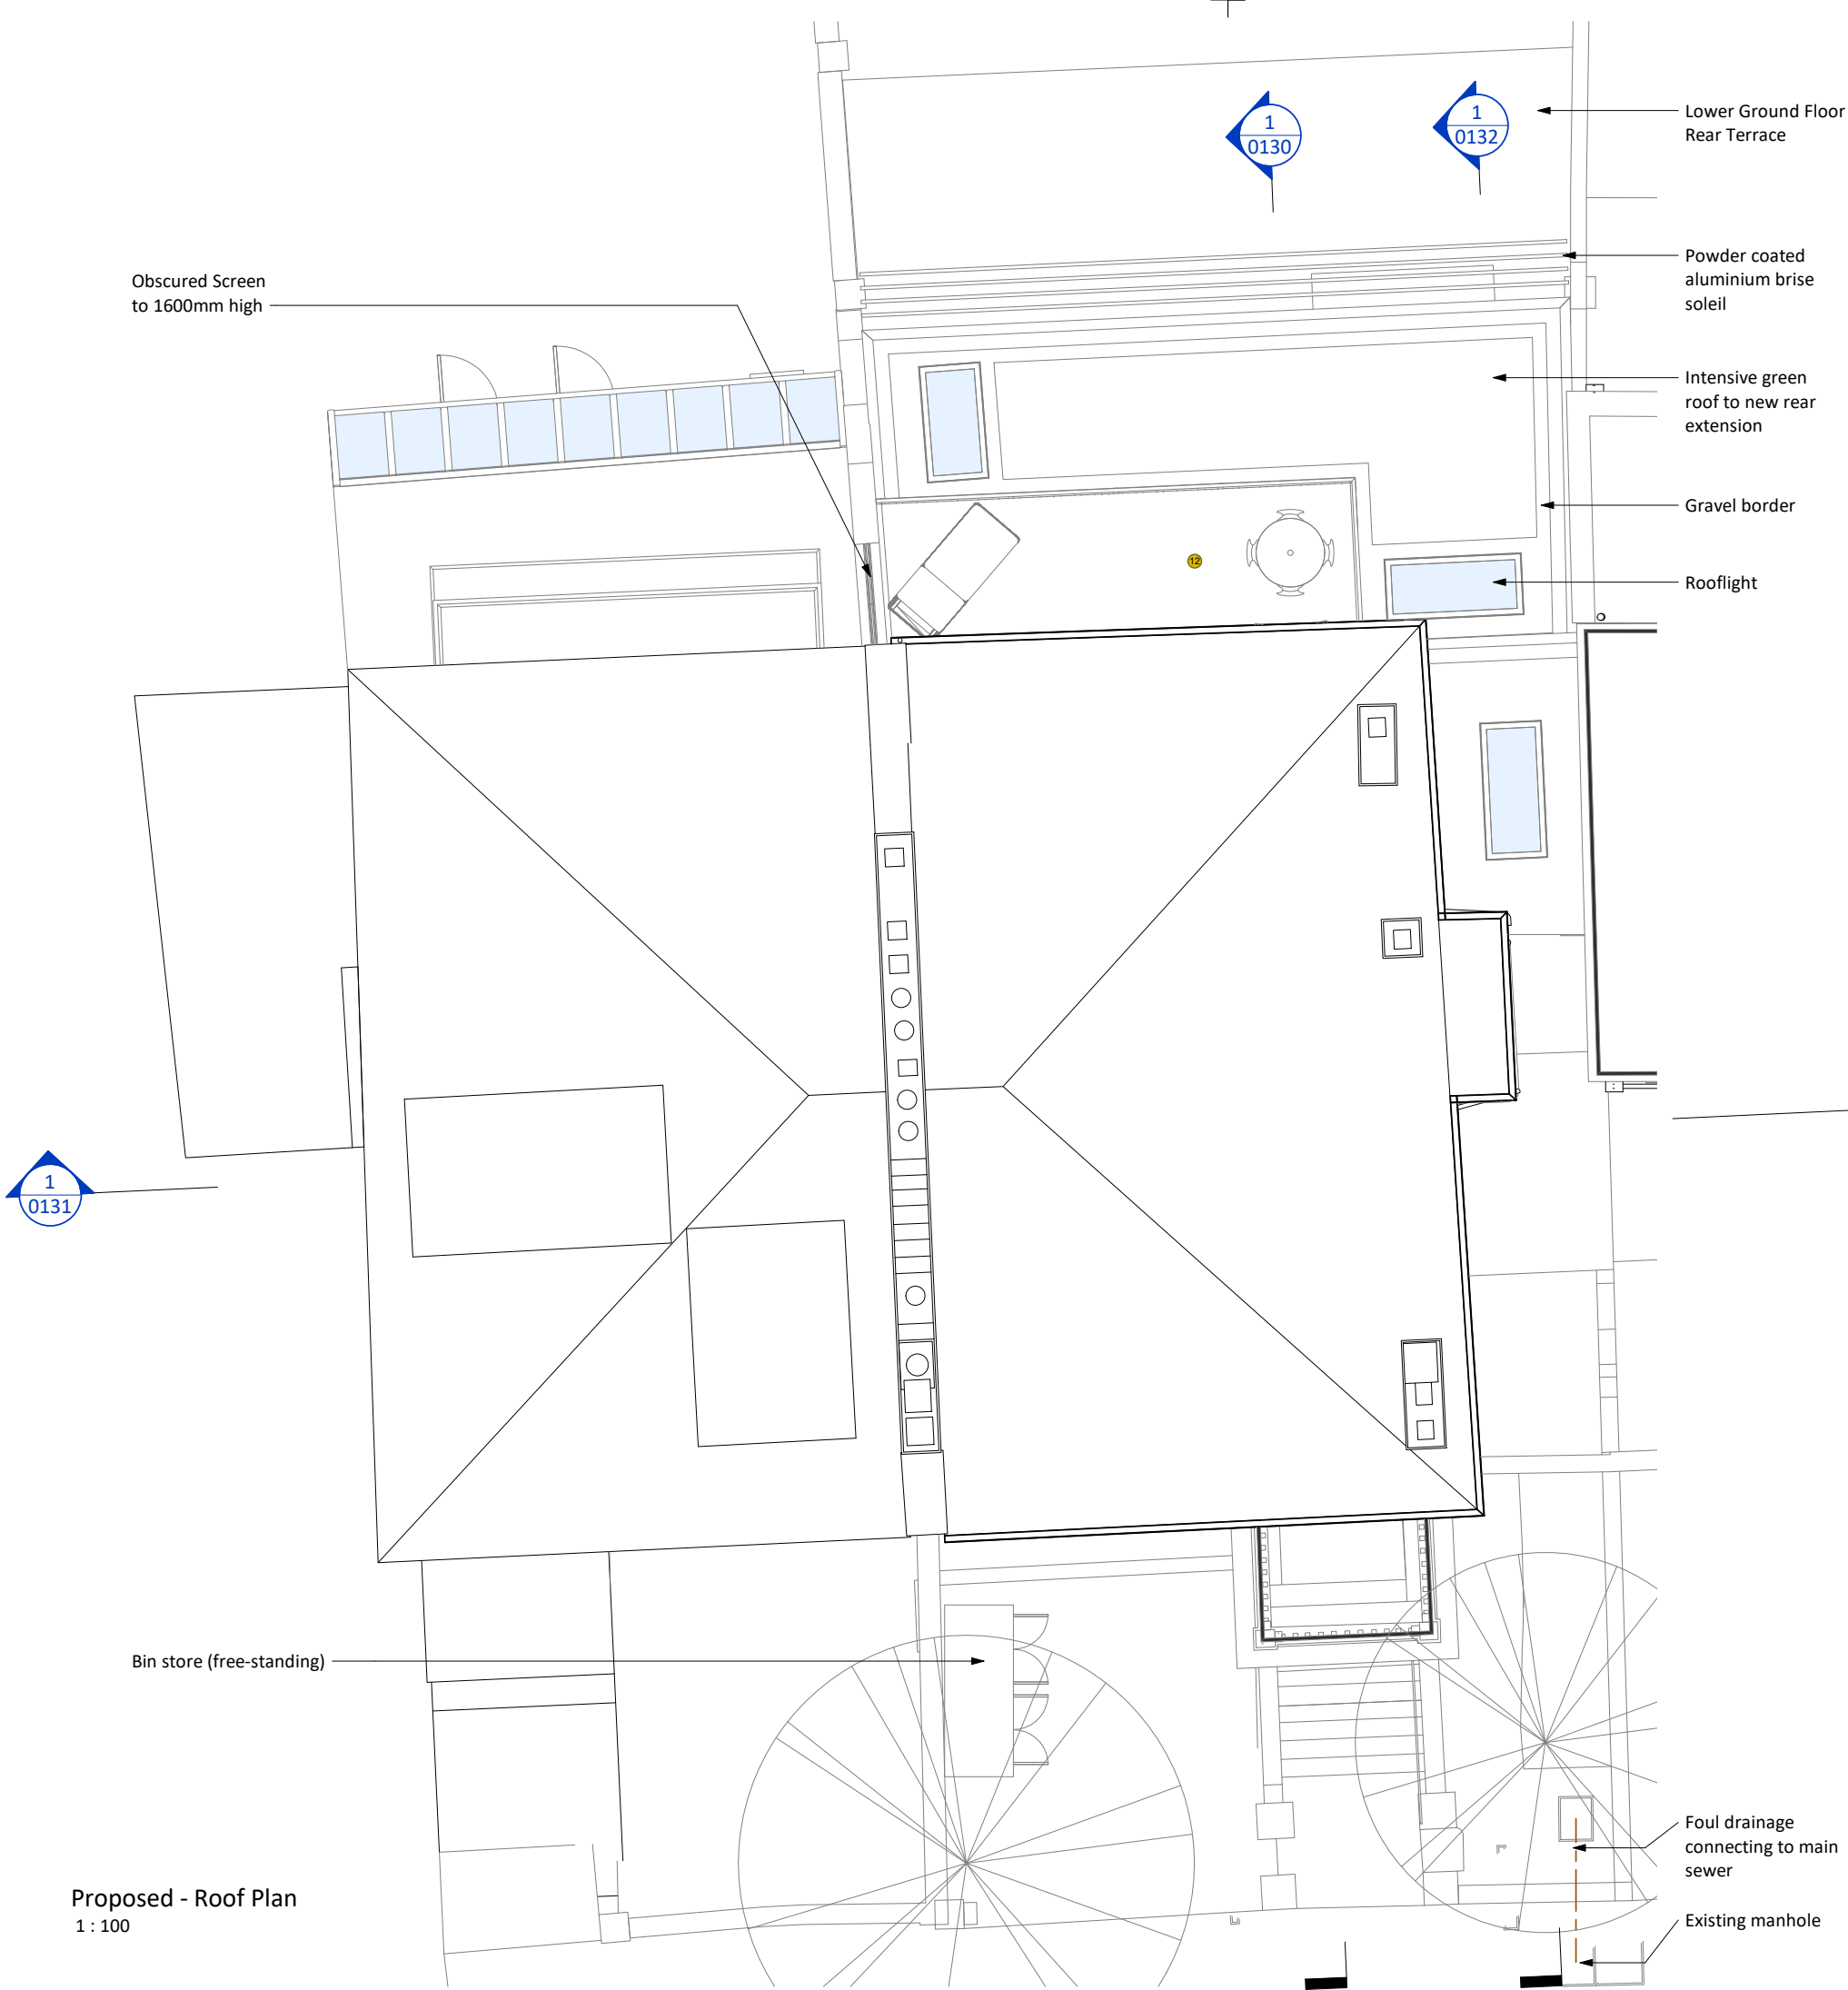 1
0130
1
0132
Lower Ground Floor
Rear Terrace
Obscured Screen
to 1600mm high
Powder coated
aluminium brise
soleil
Intensive green
roof to new rear
extension
Gravel border
12
Rooflight
1
0131
Bin store (free-standing)
Foul drainage
connecting to main
sewer
Existing manhole
Proposed - Roof Plan
1 : 100